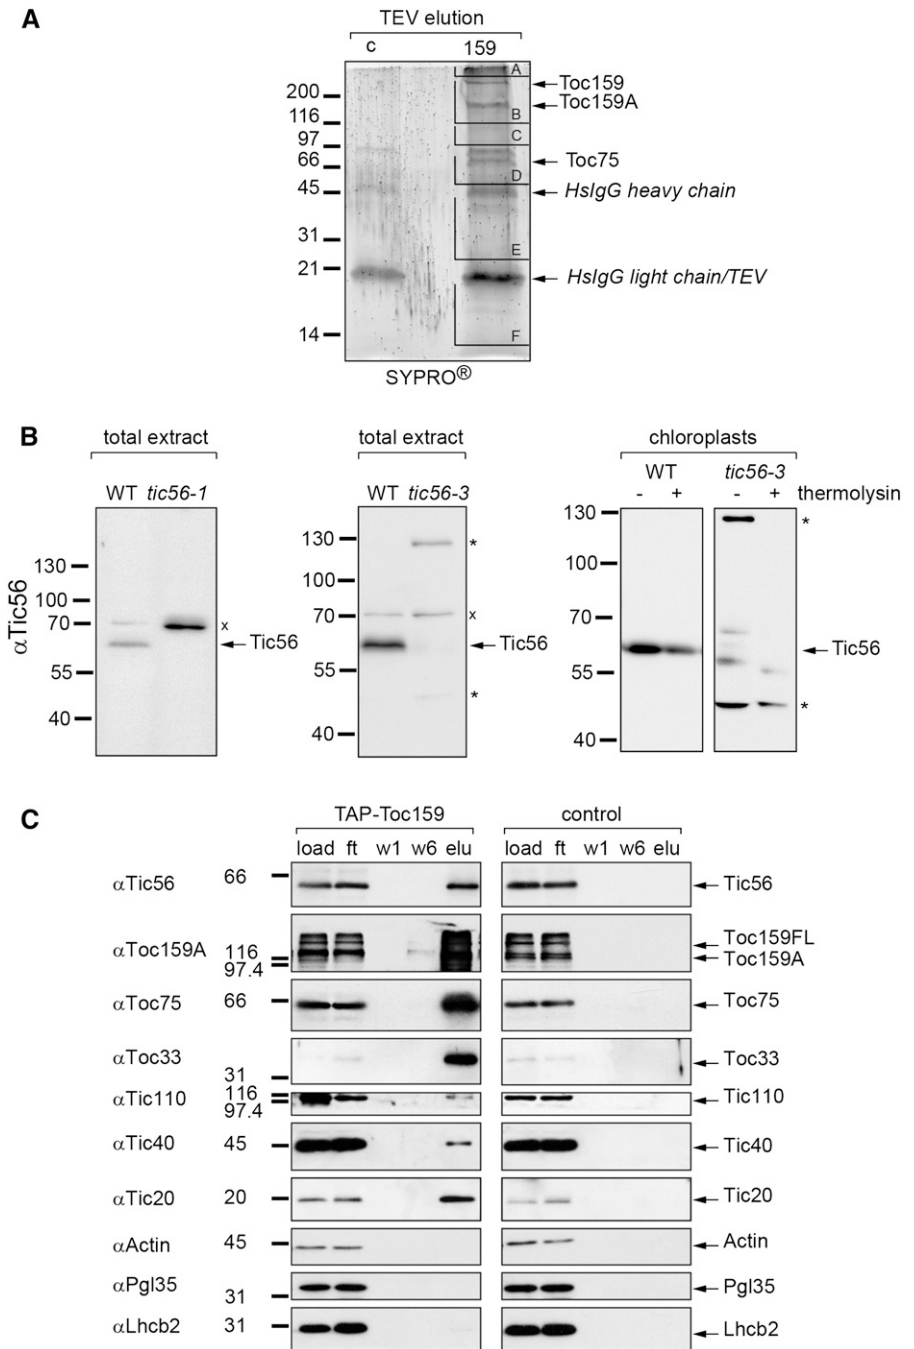 A
TEV elution
c 159
200
116
97
66
45
31
21
14
A
B
C
D
E
F
Toc159
Toc159A
Toc75
HsIgG heavy chain
HsIgG light chain/TEV
SYPRO®
B
αTic56
total extract
WT tic56-1
130
100
70
55
40
x
Tic56
total extract
WT tic56-3
130
100
70
55
40
*
x
Tic56
*
chloroplasts
WT tic56-3
- + - + thermolysin
130
100
70
55
40
*
Tic56
*
C
TAP-Toc159 control
load ft w1 w6 elu load ft w1 w6 elu
αTic56 66 Tic56
αToc159A 116 97.4 Toc159FL
Toc159A
αToc75 66 Toc75
αToc33 31 Toc33
αTic110 116 97.4 Tic110
αTic40 45 Tic40
αTic20 20 Tic20
αActin 45 Actin
αPgl35 31 Pgl35
αLhcb2 31 Lhcb2